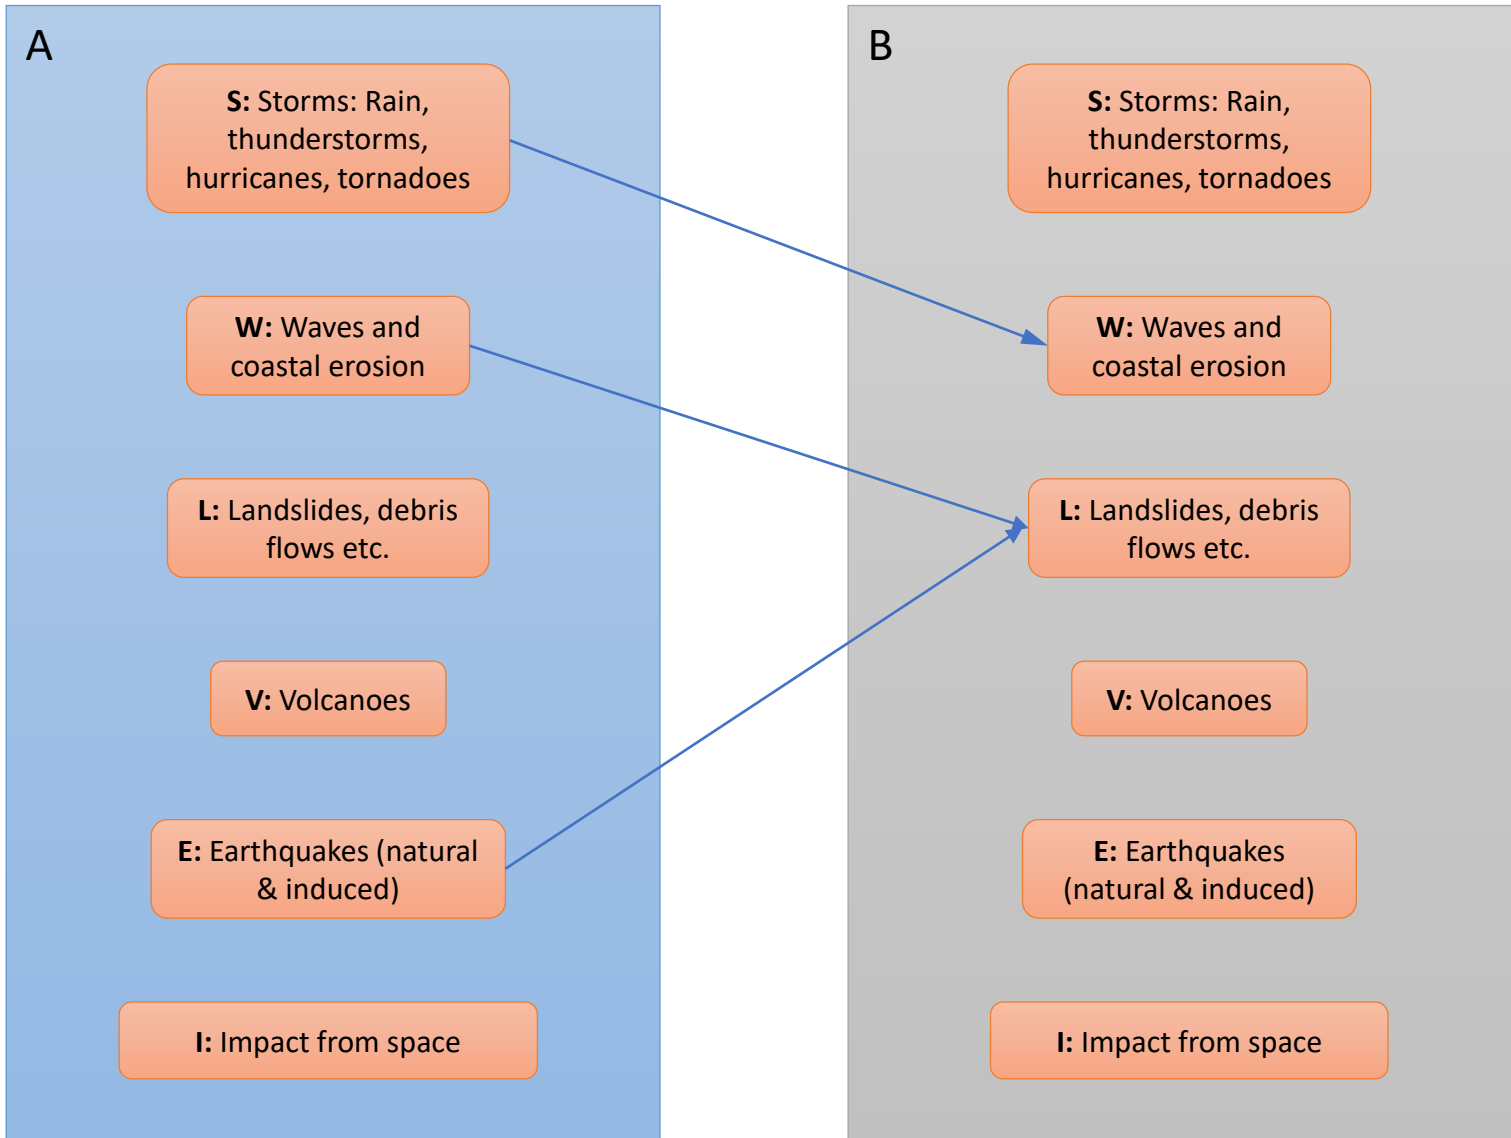 A
S: Storms: Rain,
thunderstorms,
hurricanes, tornadoes
W: Waves and
coastal erosion
L: Landslides, debris
flows etc.
V: Volcanoes
E: Earthquakes (natural
& induced)
I: Impact from space
B
S: Storms: Rain,
thunderstorms,
hurricanes, tornadoes
W: Waves and
coastal erosion
L: Landslides, debris
flows etc.
V: Volcanoes
E: Earthquakes
(natural & induced)
I: Impact from space